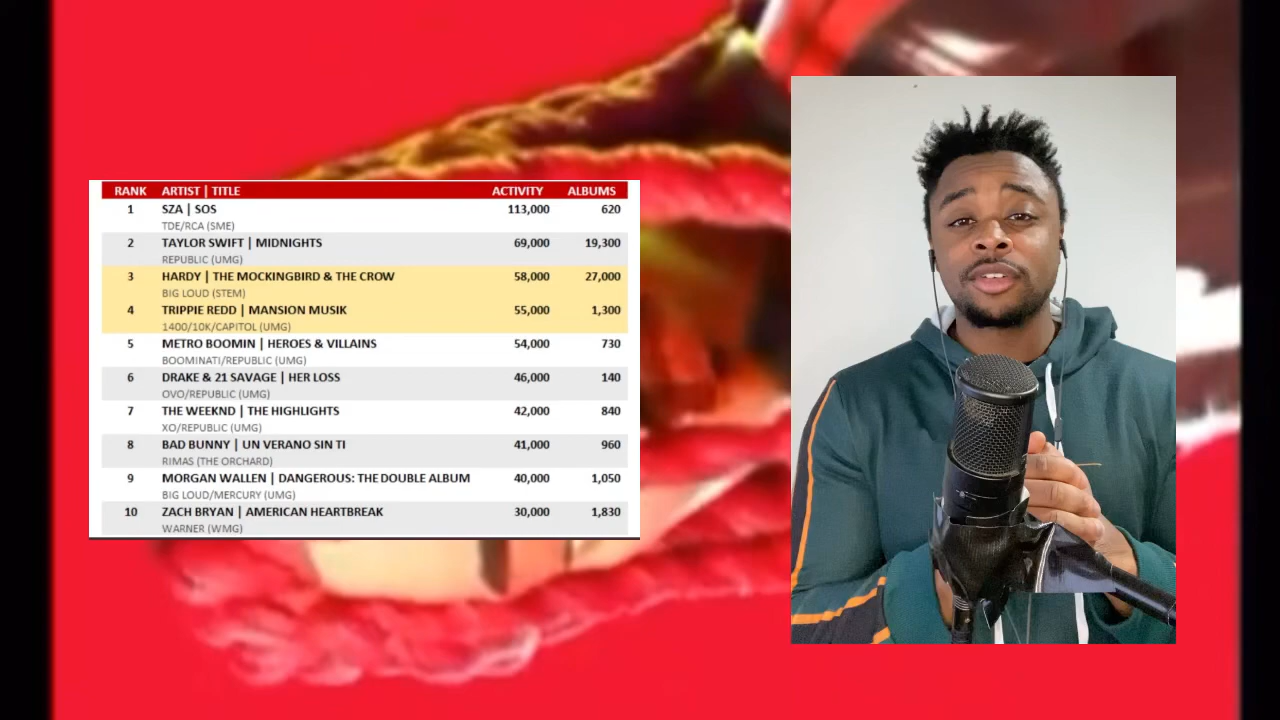 RANK ARTIST | TITLE ACTIVITY ALBUMS
1 SZA | SOS 113,000 620
TDE/RCA (SME)
2 TAYLOR SWIFT | MIDNIGHTS 69,000 19,300
REPUBLIC (UMG)
3 HARDY | THE MOCKINGBIRD & THE CROW 58,000 27,000
BIG LOUD (STEM)
4 TRIPPIE REDD | MANSION MUSIK 55,000 1,300
1400/10K/CAPITOL (UMG)
5 METRO BOOMIN | HEROES & VILLAINS 54,000 730
BOOMINATI/REPUBLIC (UMG)
6 DRAKE & 21 SAVAGE | HER LOSS 46,000 140
OVO/REPUBLIC (UMG)
7 THE WEEKND | THE HIGHLIGHTS 42,000 840
XO/REPUBLIC (UMG)
8 BAD BUNNY | UN VERANO SIN TI 41,000 960
RIMAS (THE ORCHARD)
9 MORGAN WALLEN | DANGEROUS: THE DOUBLE ALBUM 40,000 1,050
BIG LOUD/MERCURY (UMG)
10 ZACH BRYAN | AMERICAN HEARTBREAK 30,000 1,830
WARNER (WMG)